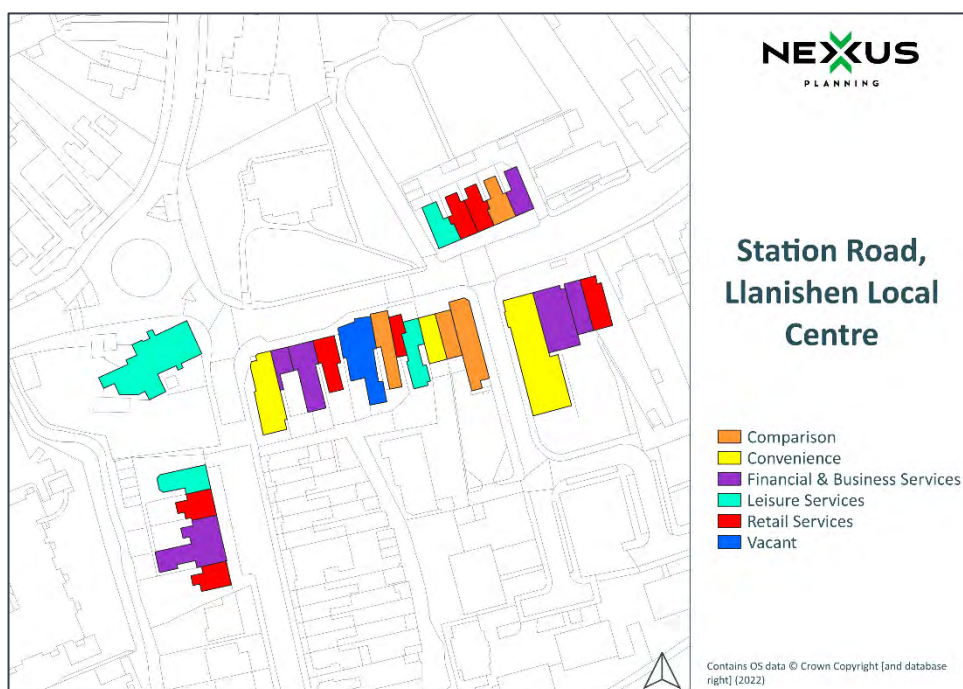 NEXUS
PLANNING
Station Road,
Llanishen Local
Centre
Comparison
Convenience
Financial & Business Services
Leisure Services
Retail Services
Vacant
Contains OS data © Crown Copyright [and database
right] (2022)